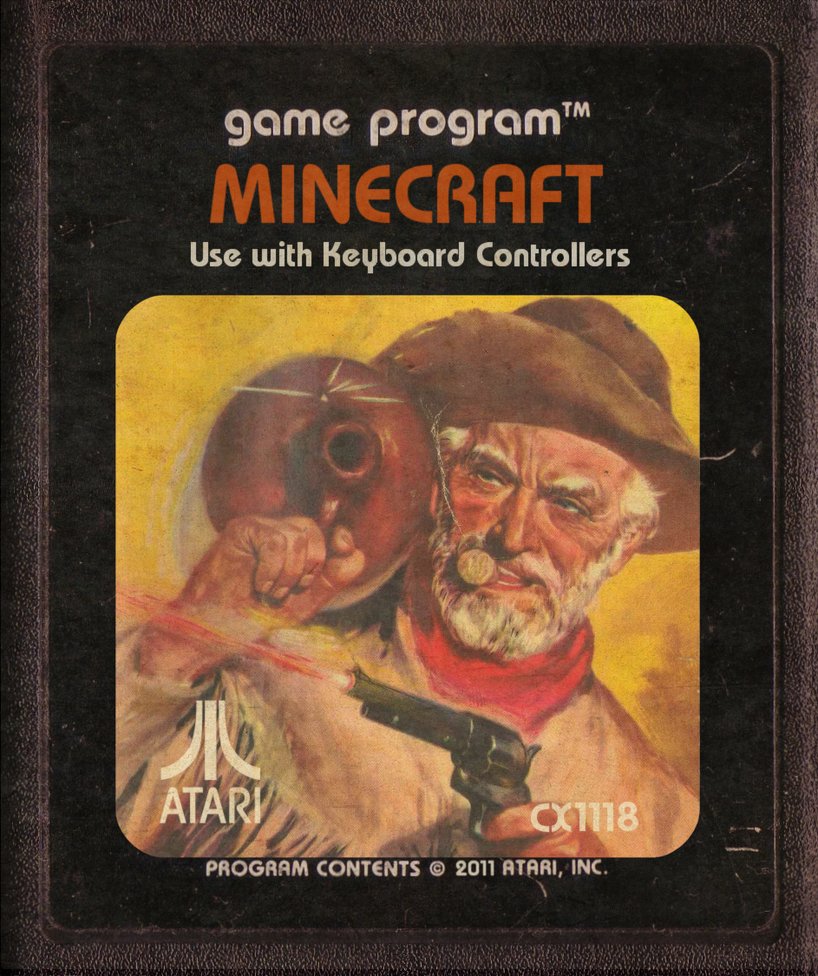 game program™
MINECRAFT
Use with Keyboard Controllers
ATARI
CX1118
PROGRAM CONTENTS © 2011 ATARI, INC.